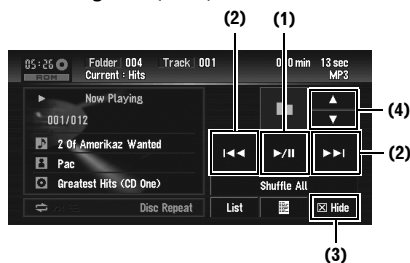 (2) (1)
05:26 Folder 004 Track 001 0:0 min 13 sec
ROM Current : Hits MP3
Now Playing
001/012
(4)
2 Of Amerikaz Wanted
Pac
(2)
Greatest Hits (CD One)
Shuffle All
Disc Repeat List Hide
(3)